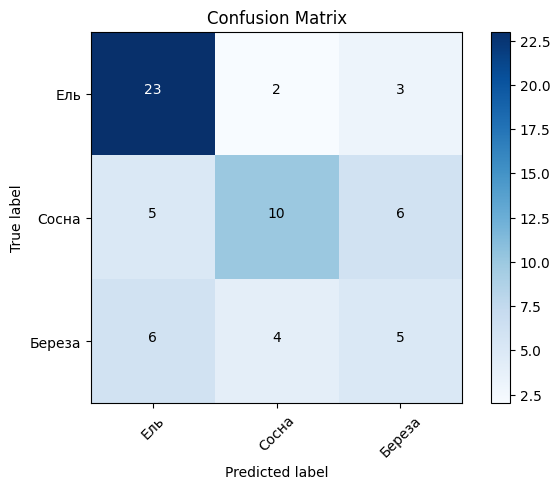 Confusion Matrix
True label
Ель
23 2 3
Сосна
5 10 6
Береза
6 4 5
Ель Сосна Береза
Predicted label
22.5
20.0
17.5
15.0
12.5
10.0
7.5
5.0
2.5